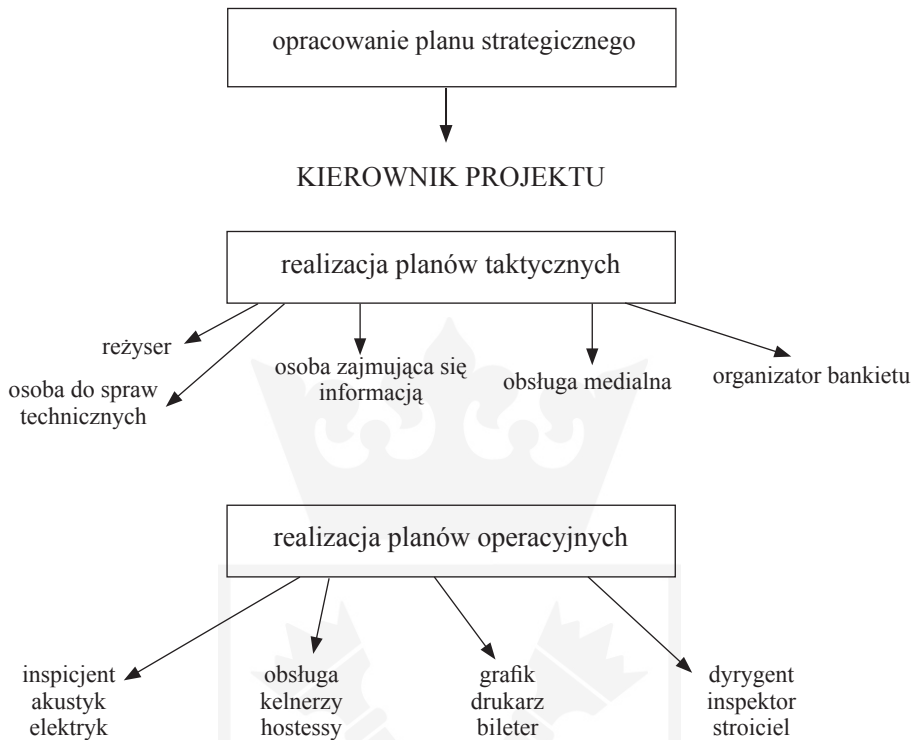 opracowanie planu strategicznego
KIEROWNIK PROJEKTU
realizacja planów taktycznych
reżyser
osoba do spraw
technicznych
osoba zajmująca się
informacją
obsługa medialna
organizator bankietu
realizacja planów operacyjnych
inspicjent
akustyk
elektryk
obsługa
kelnerzy
hostessy
grafik
drukarz
bileter
dyrygent
inspektor
stroiciel